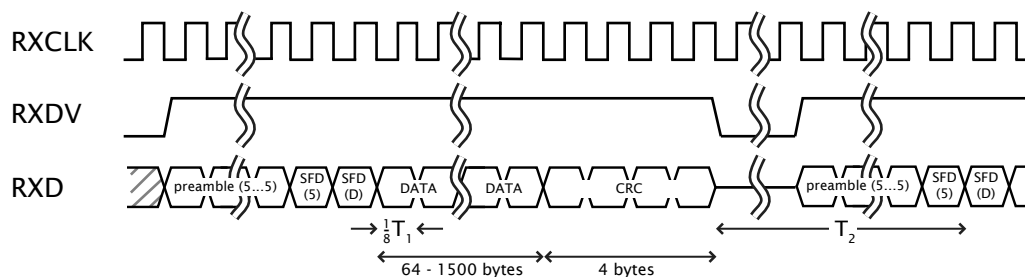 RXCLK
RXDV
RXD
preamble (5...5)
SFD
(5)
SFD
(D)
DATA
DATA
CRC
preamble (5...5)
SFD
(5)
SFD
(D)
1/8 T1
T2
64 - 1500 bytes
4 bytes